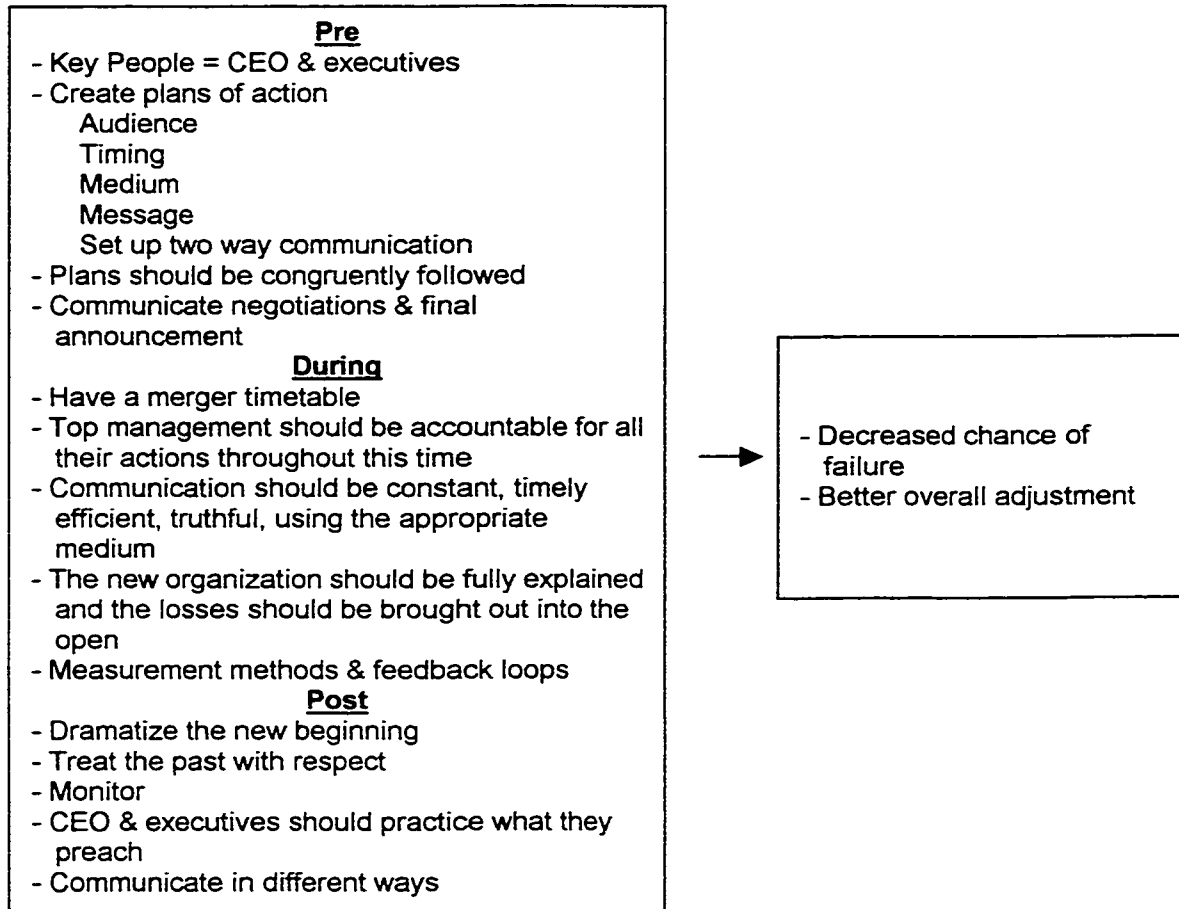 Pre
- Key People = CEO & executives
- Create plans of action
Audience
Timing
Medium
Message
Set up two way communication
- Plans should be congruently followed
- Communicate negotiations & final
announcement
During
- Have a merger timetable
- Top management should be accountable for all
their actions throughout this time
- Communication should be constant, timely
efficient, truthful, using the appropriate
medium
- The new organization should be fully explained
and the losses should be brought out into the
open
- Measurement methods & feedback loops
Post
- Dramatize the new beginning
- Treat the past with respect
- Monitor
- CEO & executives should practice what they
preach
- Communicate in different ways
- Decreased chance of
failure
- Better overall adjustment